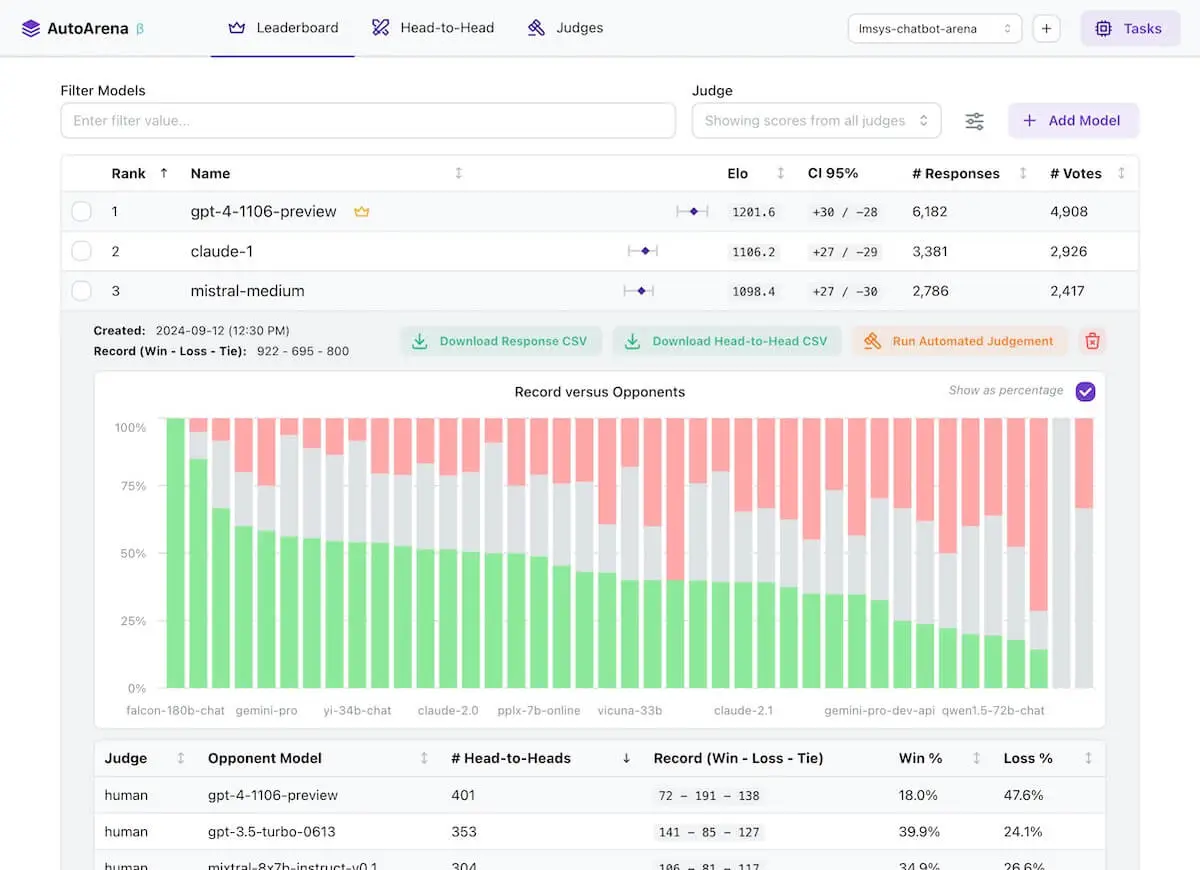 AutoArena β
Leaderboard
Head-to-Head
Judges
lmsys-chatbot-arena
+
Tasks
Filter Models
Enter filter value...
Judge
Showing scores from all judges
+ Add Model
Rank ↑ Name Elo CI 95% # Responses # Votes
1 gpt-4-1106-preview 1201.6 +30 / −28 6,182 4,908
2 claude-1 1106.2 +27 / −29 3,381 2,926
3 mistral-medium 1098.4 +27 / −30 2,786 2,417
Created: 2024-09-12 (12:30 PM)
Record (Win - Loss - Tie): 922 - 695 - 800
Download Response CSV
Download Head-to-Head CSV
Run Automated Judgement
Record versus Opponents
Show as percentage
100%
75%
50%
25%
0%
falcon-180b-chat gemini-pro yi-34b-chat claude-2.0 pplx-7b-online vicuna-33b claude-2.1 gemini-pro-dev-api qwen1.5-72b-chat
Judge Opponent Model # Head-to-Heads ↓ Record (Win - Loss - Tie) Win % Loss %
human gpt-4-1106-preview 401 72 − 191 − 138 18.0% 47.6%
human gpt-3.5-turbo-0613 353 141 − 85 − 127 39.9% 24.1%
human mixtral-8x7b-instruct-v0.1 304 106 − 81 − 117 34.9% 26.6%